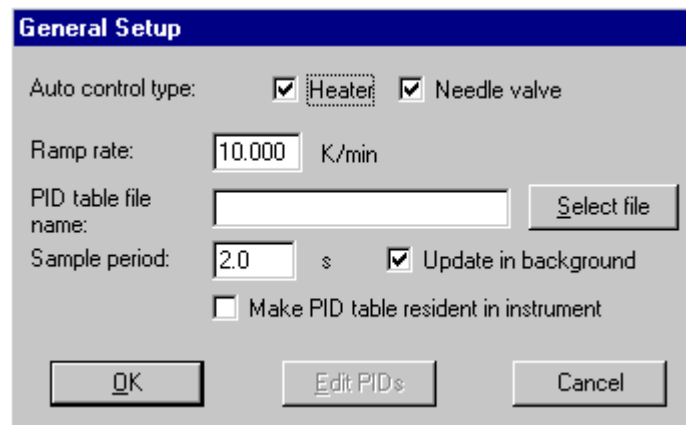 General Setup
Auto control type: Heater Needle valve
Ramp rate: 10.000 K/min
PID table file
name:
Select file
Sample period: 2.0 s Update in background
Make PID table resident in instrument
OK Edit PIDs Cancel